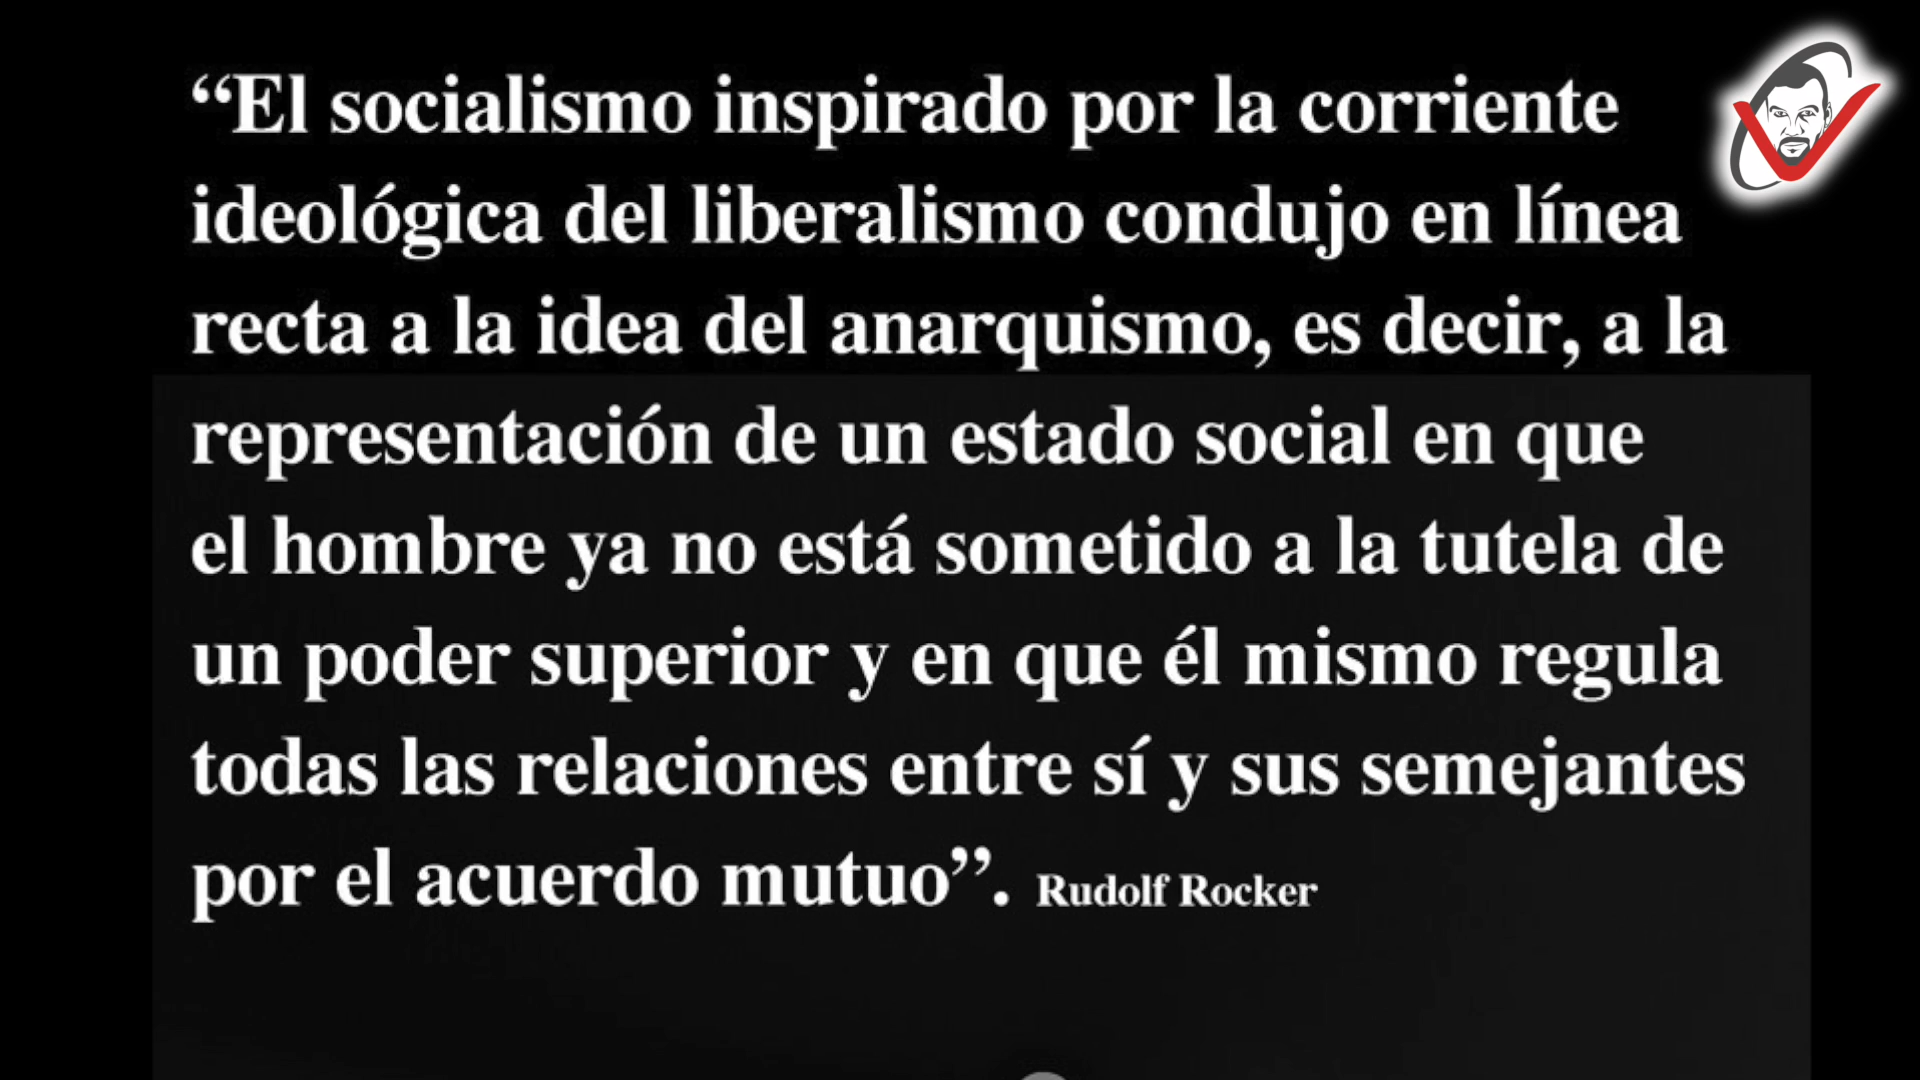 “El socialismo inspirado por la corriente
ideológica del liberalismo condujo en línea
recta a la idea del anarquismo, es decir, a la
representación de un estado social en que
el hombre ya no está sometido a la tutela de
un poder superior y en que él mismo regula
todas las relaciones entre sí y sus semejantes
por el acuerdo mutuo”. Rudolf Rocker